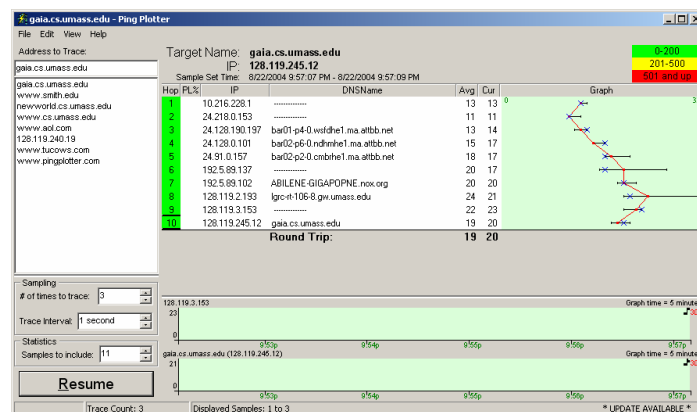 gaia.cs.umass.edu - Ping Plotter
File Edit View Help
Address to Trace:
gaia.cs.umass.edu
gaia.cs.umass.edu
www.smith.edu
newworld.cs.umass.edu
www.cs.umass.edu
www.aol.com
128.119.240.19
www.tucows.com
www.pingplotter.com
Sampling
# of times to trace: 3
Trace Interval: 1 second
Statistics
Samples to include: 11
Resume
Target Name: gaia.cs.umass.edu
IP: 128.119.245.12
Sample Set Time: 8/22/2004 9:57:07 PM - 8/22/2004 9:57:09 PM
0-200
201-500
501 and up
Hop PL% IP DNSName Avg Cur Graph
0 3
1 10.216.228.1 ------------- 13 13
2 24.218.0.153 ------------- 11 11
3 24.128.190.197 bar01-p4-0.wsfdhe1.ma.attbb.net 13 14
4 24.128.0.101 bar02-p6-0.ndhmhe1.ma.attbb.net 15 17
5 24.91.0.157 bar02-p2-0.cmbrhe1.ma.attbb.net 18 17
6 192.5.89.137 ------------- 20 17
7 192.5.89.102 ABILENE-GIGAPOPNE.nox.org 20 20
8 128.119.2.193 lgrc-rt-106-8.gw.umass.edu 24 21
9 128.119.3.153 ------------- 22 23
10 128.119.245.12 gaia.cs.umass.edu 19 20
Round Trip: 19 20
128.119.3.153 Graph time = 5 minute
23 30
0
9:53p 9:54p 9:55p 9:56p 9:57p
gaia.cs.umass.edu (128.119.245.12) Graph time = 5 minute
21 30
0
9:53p 9:54p 9:55p 9:56p 9:57p
Trace Count: 3 Displayed Samples: 1 to 3 * UPDATE AVAILABLE *